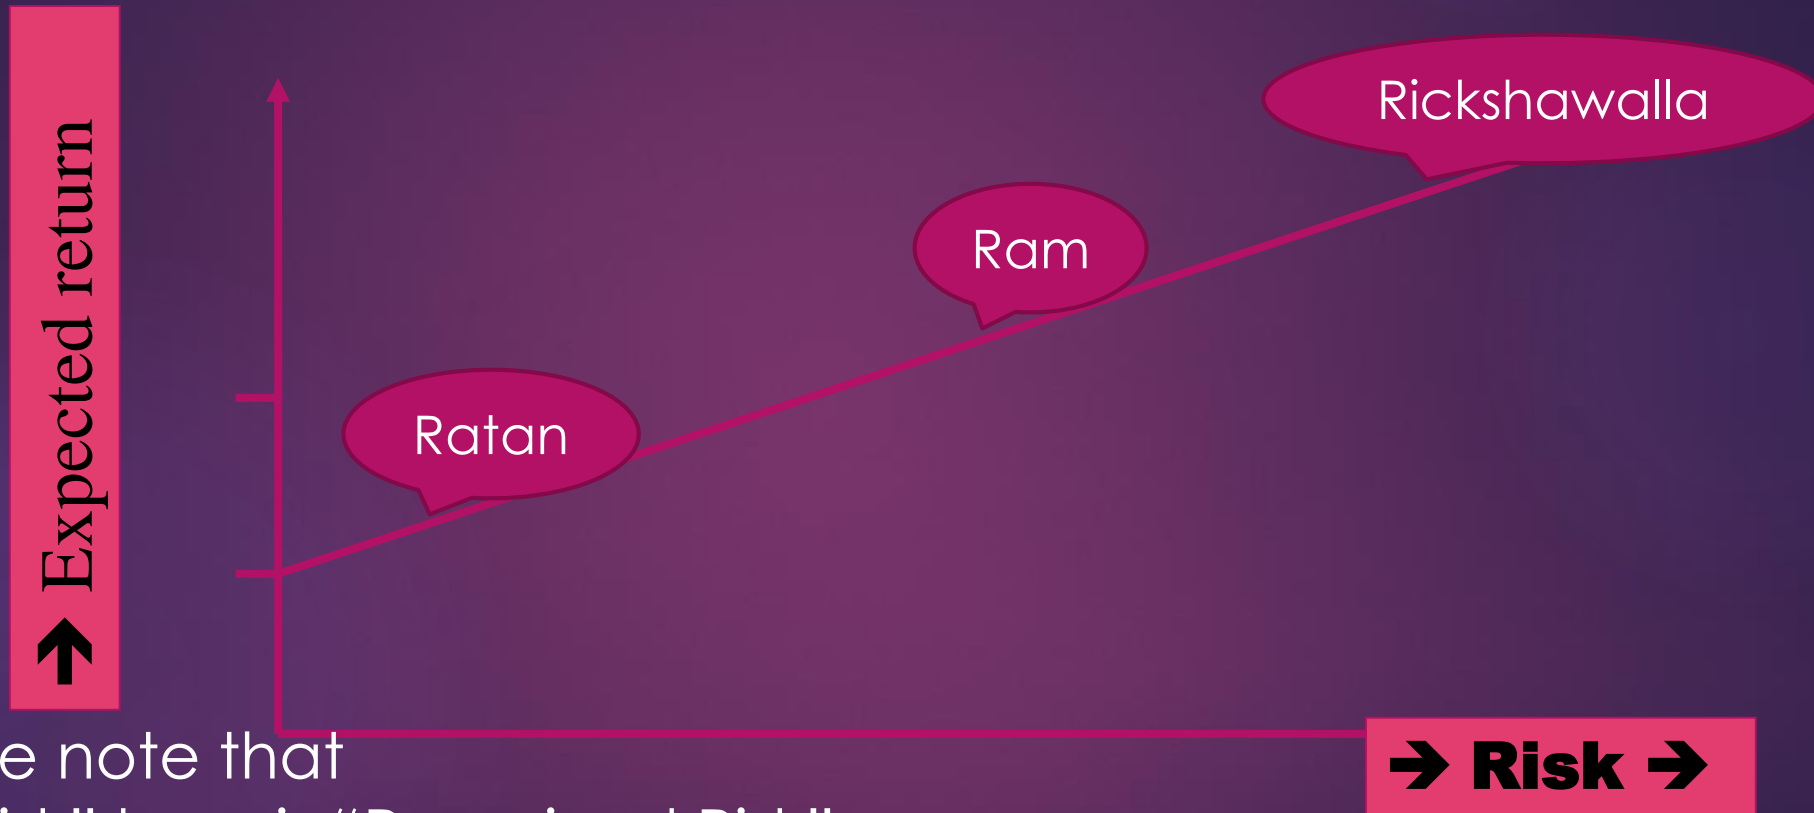 ↑ Expected return
Rickshawalla
Ram
Ratan
→ Risk →
e note that